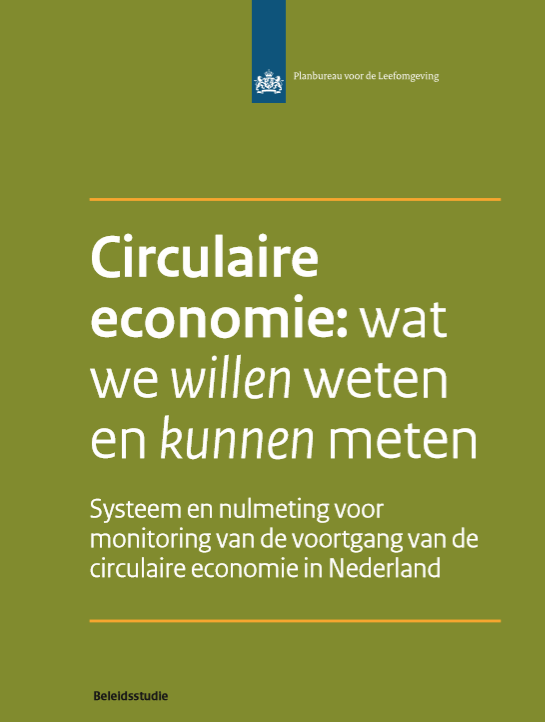 Planbureau voor de Leefomgeving
Circulaire
economie: wat
we willen weten
en kunnen meten
Systeem en nulmeting voor
monitoring van de voortgang van de
circulaire economie in Nederland
Beleidsstudie